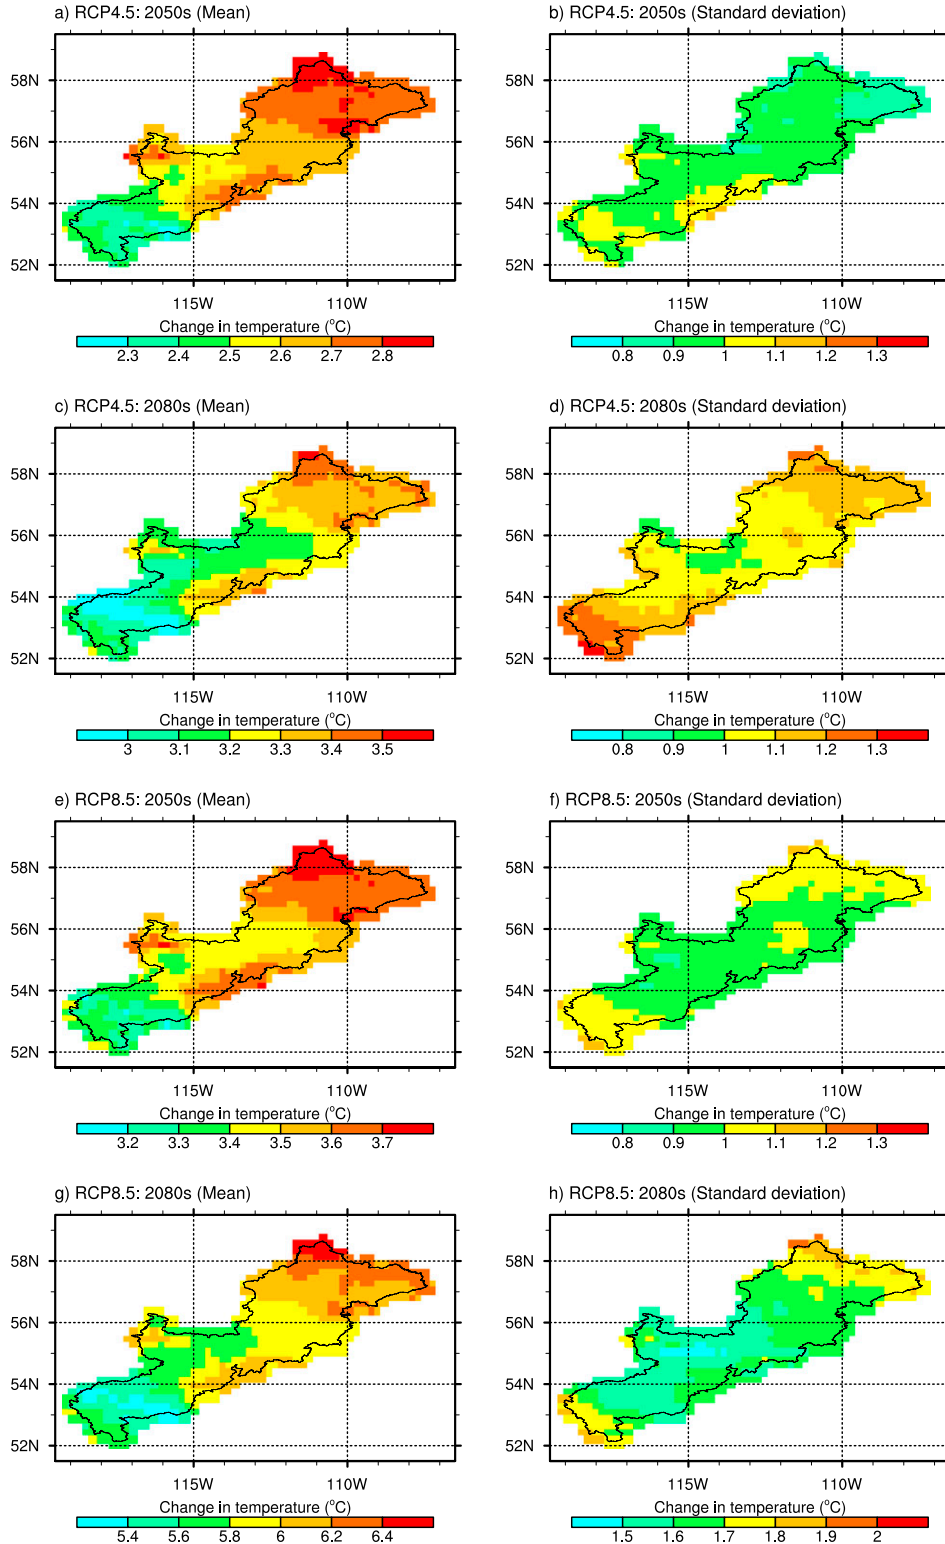 a) RCP4.5: 2050s (Mean)
b) RCP4.5: 2050s (Standard deviation)
58N
58N
56N
56N
54N
54N
52N
52N
115W 110W
115W 110W
Change in temperature (°C)
Change in temperature (°C)
2.3 2.4 2.5 2.6 2.7 2.8
0.8 0.9 1 1.1 1.2 1.3
c) RCP4.5: 2080s (Mean)
d) RCP4.5: 2080s (Standard deviation)
58N
58N
56N
56N
54N
54N
52N
52N
115W 110W
115W 110W
Change in temperature (°C)
Change in temperature (°C)
3 3.1 3.2 3.3 3.4 3.5
0.8 0.9 1 1.1 1.2 1.3
e) RCP8.5: 2050s (Mean)
f) RCP8.5: 2050s (Standard deviation)
58N
58N
56N
56N
54N
54N
52N
52N
115W 110W
115W 110W
Change in temperature (°C)
Change in temperature (°C)
3.2 3.3 3.4 3.5 3.6 3.7
0.8 0.9 1 1.1 1.2 1.3
g) RCP8.5: 2080s (Mean)
h) RCP8.5: 2080s (Standard deviation)
58N
58N
56N
56N
54N
54N
52N
52N
115W 110W
115W 110W
Change in temperature (°C)
Change in temperature (°C)
5.4 5.6 5.8 6 6.2 6.4
1.5 1.6 1.7 1.8 1.9 2